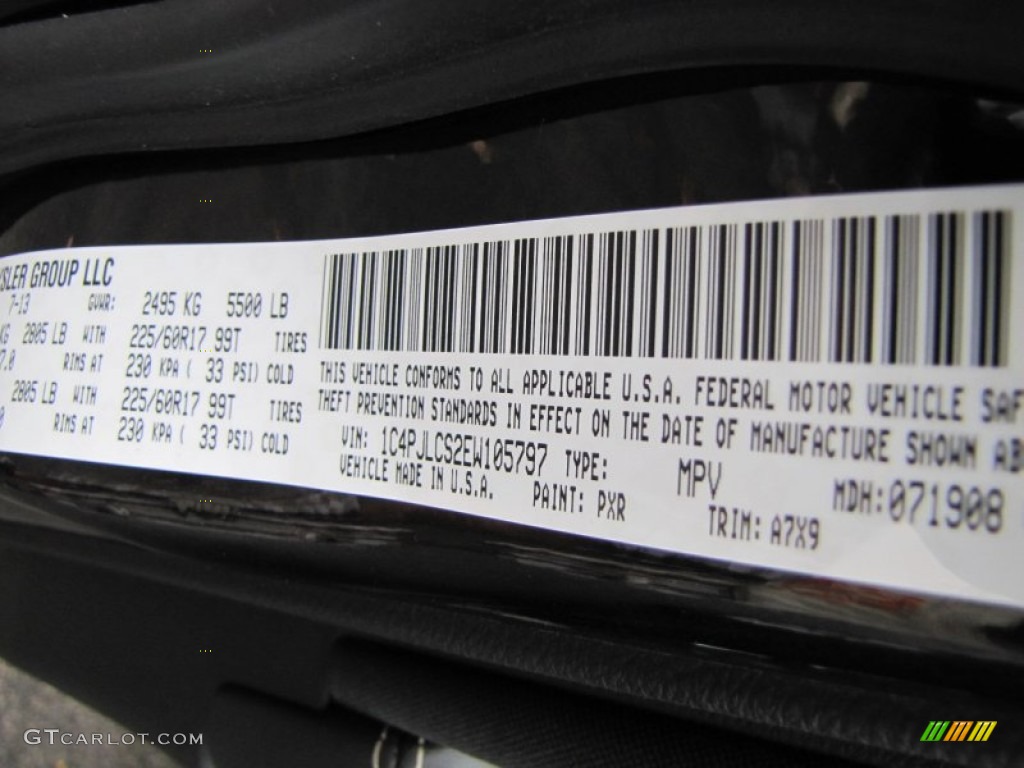 SLER GROUP LLC
7-13 GVWR: 2495 KG 5500 LB
KG 2805 LB WITH 225/60R17 99T TIRES
7.0 RIMS AT 230 KPA ( 33 PSI) COLD
2805 LB WITH 225/60R17 99T TIRES
RIMS AT 230 KPA ( 33 PSI) COLD
THIS VEHICLE CONFORMS TO ALL APPLICABLE U.S.A. FEDERAL MOTOR VEHICLE SAF
THEFT PREVENTION STANDARDS IN EFFECT ON THE DATE OF MANUFACTURE SHOWN AB
VIN: 1C4PJLCS2EW105797 TYPE: MPV MDH:071908
VEHICLE MADE IN U.S.A. PAINT: PXR TRIM: A7X9
GTCARLOT.COM